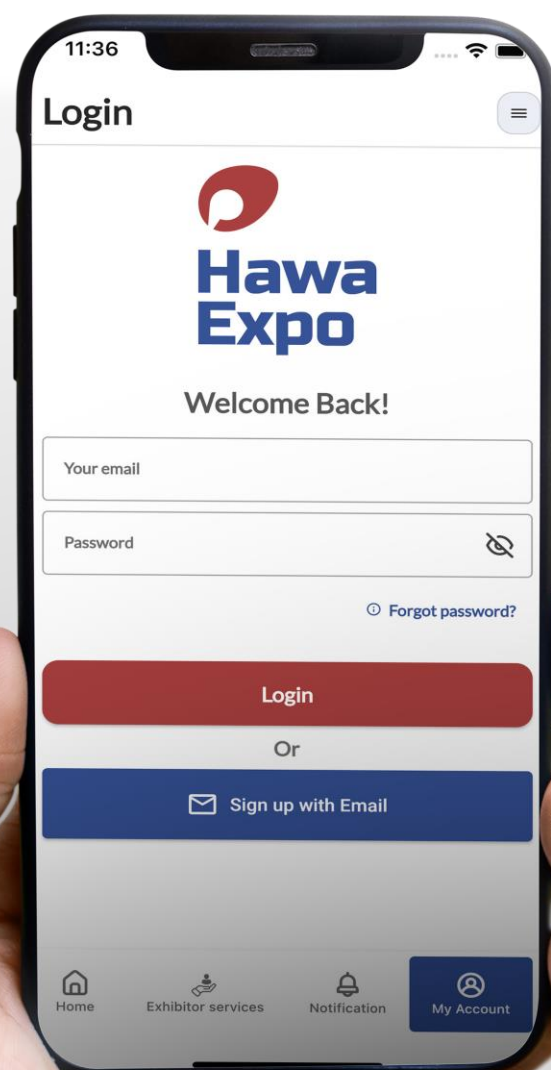 11:36
Login
Hawa
Expo
Welcome Back!
Your email
Password
Forgot password?
Login
Or
Sign up with Email
Home
Exhibitor services
Notification
My Account